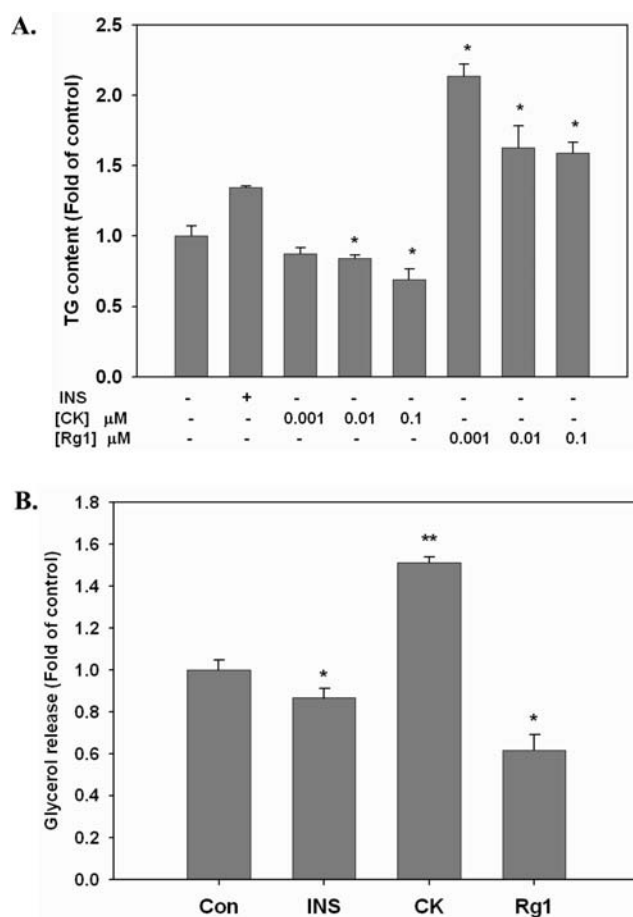 A.
TG content (Fold of control)
2.5
2.0
1.5
1.0
0.5
0.0
* * * * *
INS - + - - - - - -
[CK] μM - - 0.001 0.01 0.1 - - -
[Rg1] μM - - - - - 0.001 0.01 0.1
B.
Glycerol release (Fold of control)
1.8
1.6
1.4
1.2
1.0
0.8
0.6
0.4
0.2
0.0
* ** *
Con INS CK Rg1